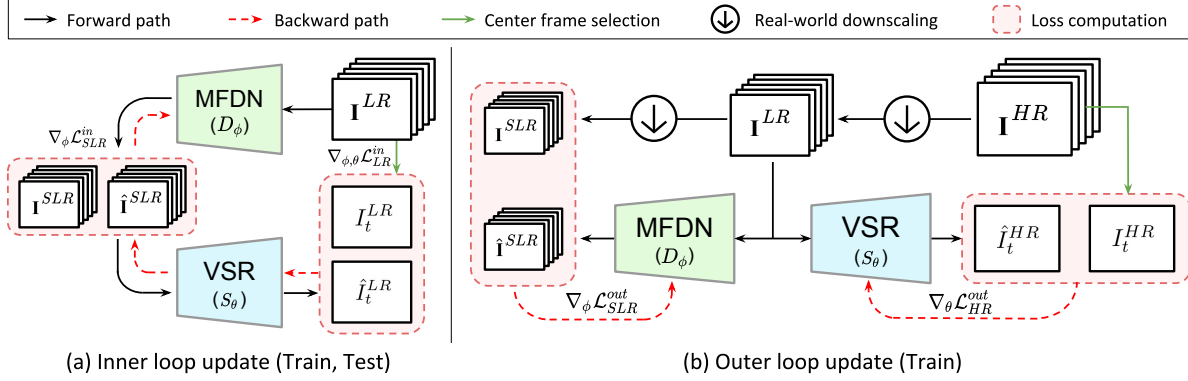 Forward path
Backward path
Center frame selection
Real-world downscaling
Loss computation
MFDN
(D_ϕ)
I^{LR}
∇_ϕ ℒ^{in}_{SLR}
∇_{ϕ,θ} ℒ^{in}_{LR}
I^{SLR}
Î^{SLR}
I^{LR}_t
VSR
(S_θ)
Î^{LR}_t
(a) Inner loop update (Train, Test)
I^{SLR}
I^{LR}
I^{HR}
Î^{SLR}
MFDN
(D_ϕ)
VSR
(S_θ)
Î^{HR}_t
I^{HR}_t
∇_ϕ ℒ^{out}_{SLR}
∇_θ ℒ^{out}_{HR}
(b) Outer loop update (Train)